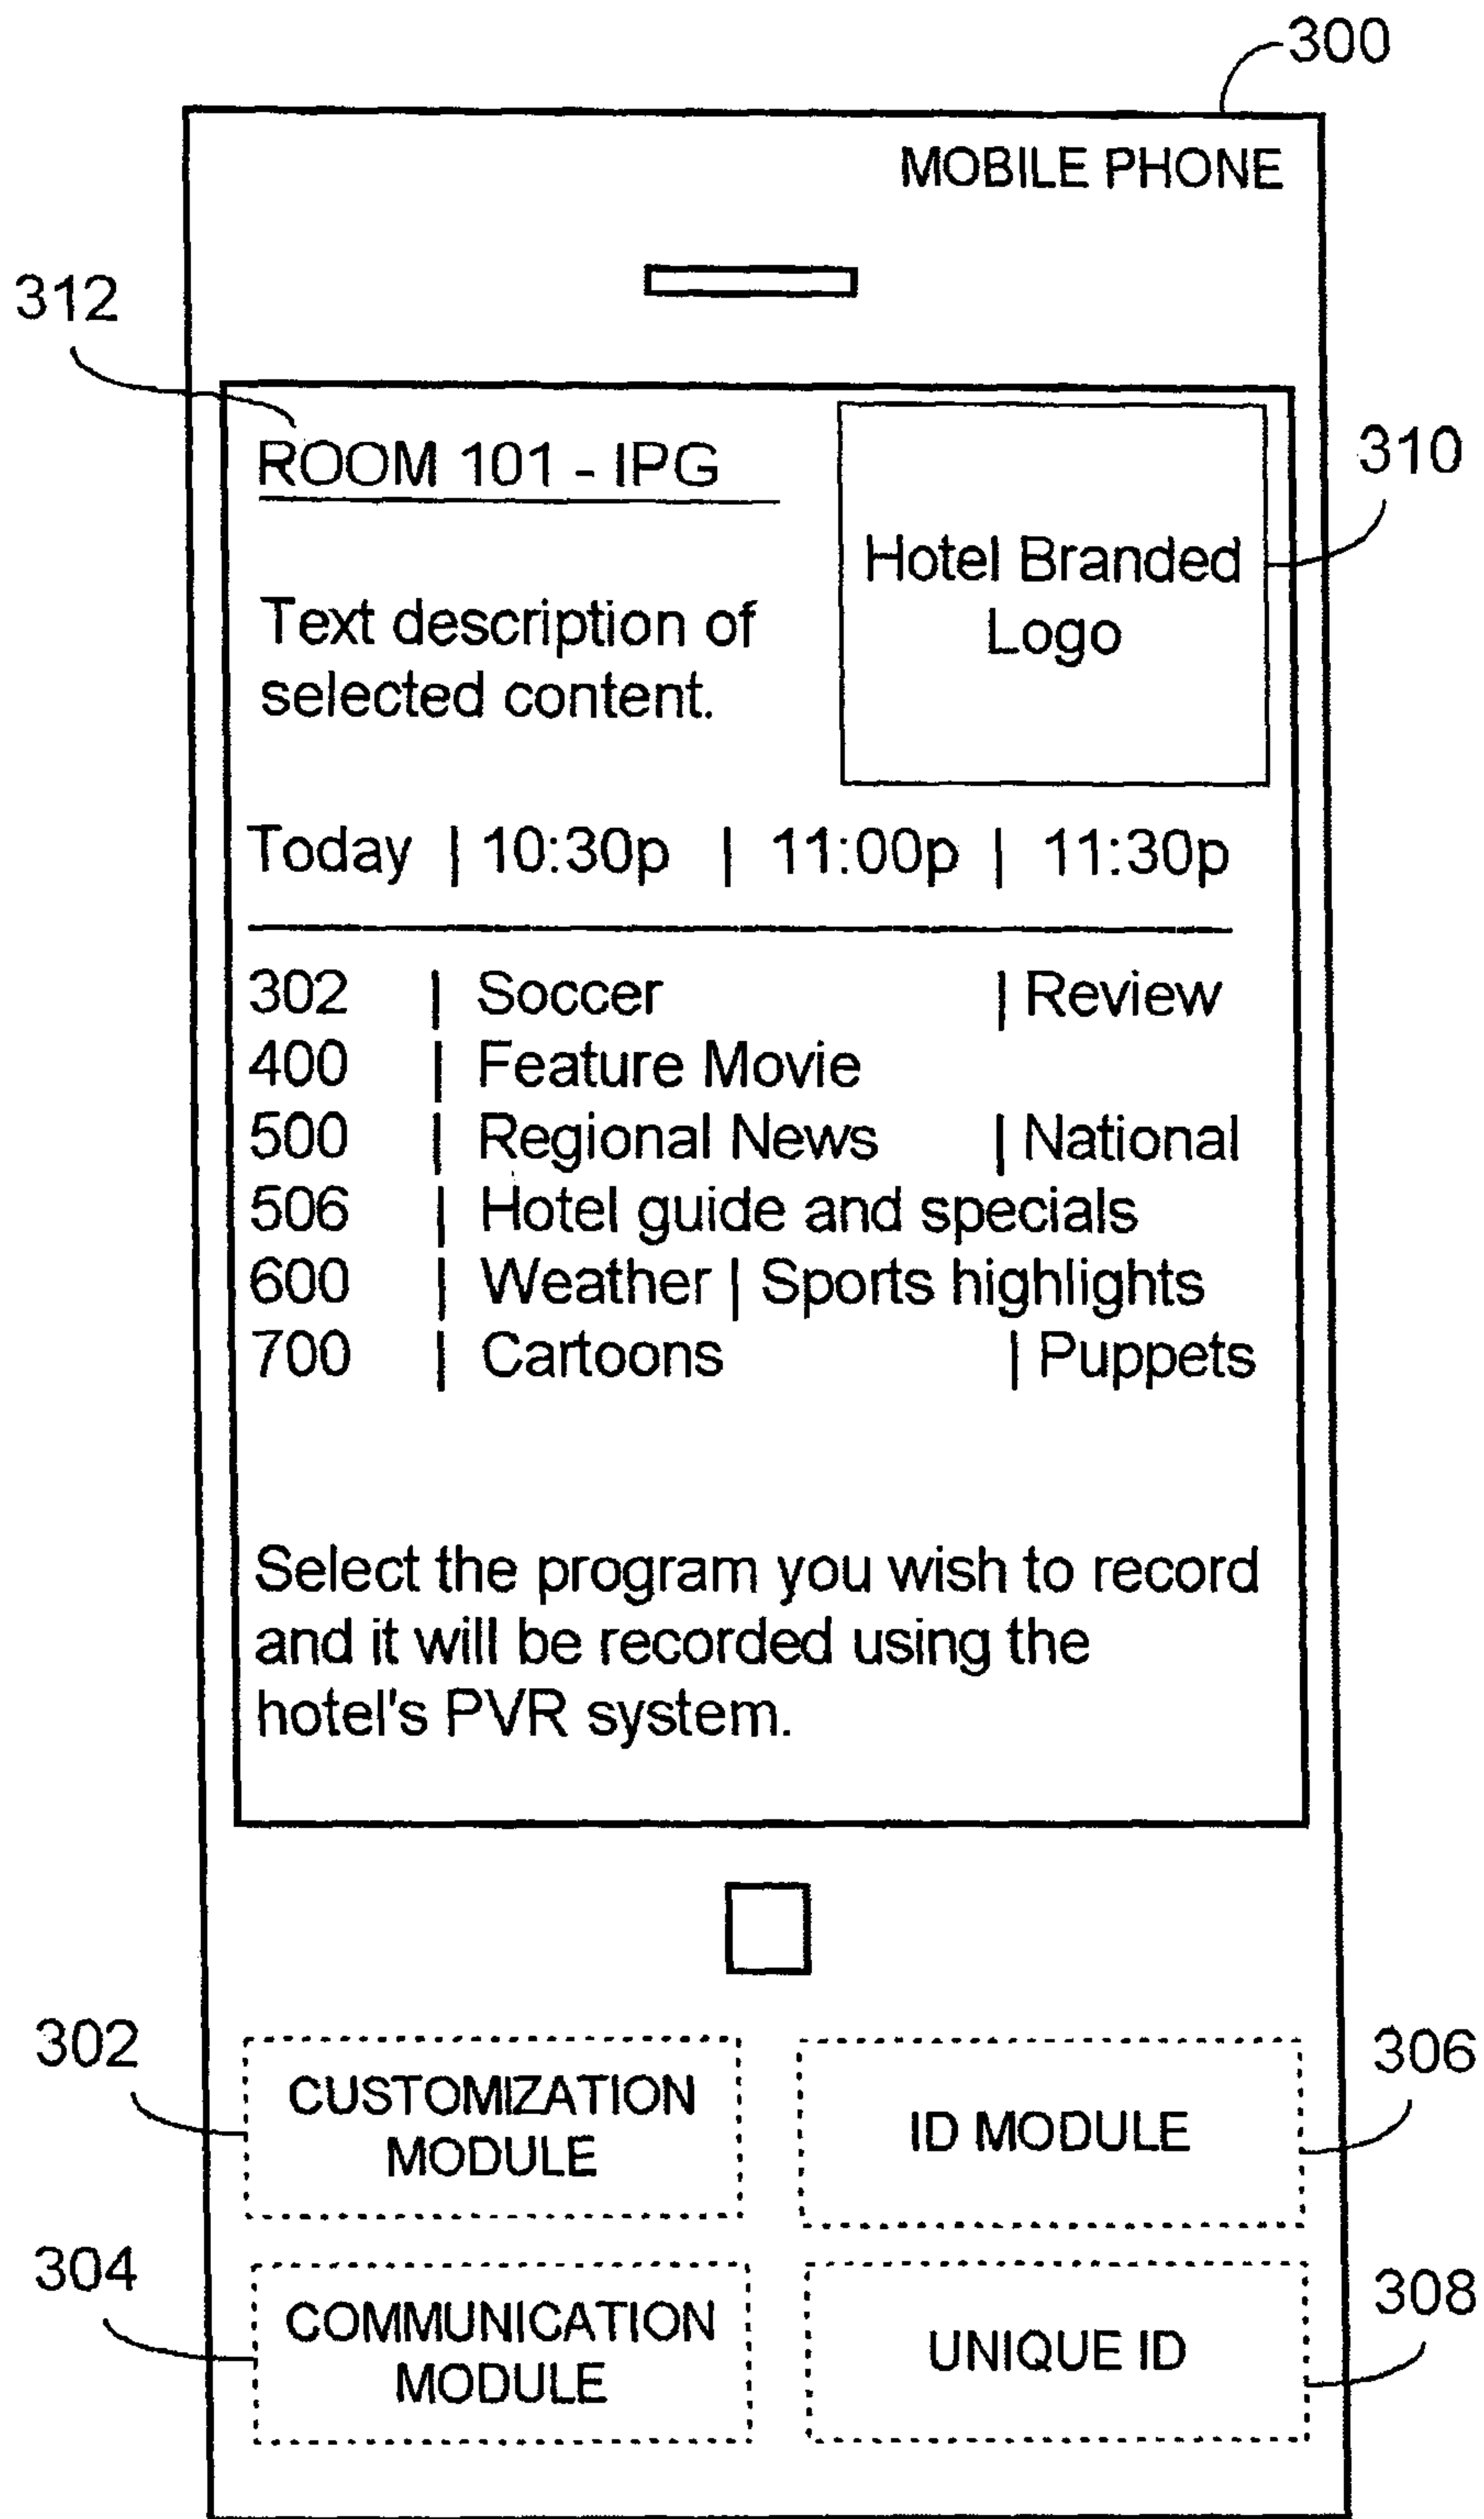 300
MOBILE PHONE
312
ROOM 101 - IPG
310
Hotel Branded
Logo
Text description of
selected content.
Today | 10:30p | 11:00p | 11:30p
302 | Soccer | Review
400 | Feature Movie
500 | Regional News | National
506 | Hotel guide and specials
600 | Weather | Sports highlights
700 | Cartoons | Puppets
Select the program you wish to record
and it will be recorded using the
hotel's PVR system.
302
CUSTOMIZATION
MODULE
306
ID MODULE
304
COMMUNICATION
MODULE
308
UNIQUE ID